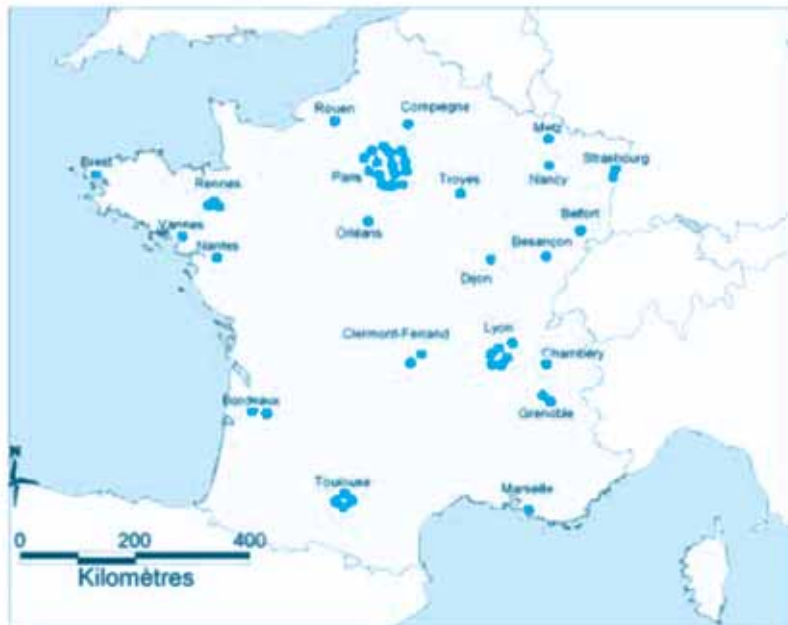 Rouen
Compiègne
Metz
Strasbourg
Brest
Paris
Troyes
Nancy
Rennes
Vannes
Orléans
Belfort
Nantes
Besançon
Dijon
Clermont-Ferrand
Lyon
Chambéry
Bordeaux
Grenoble
N
Toulouse
Marseille
0 200 400
Kilomètres